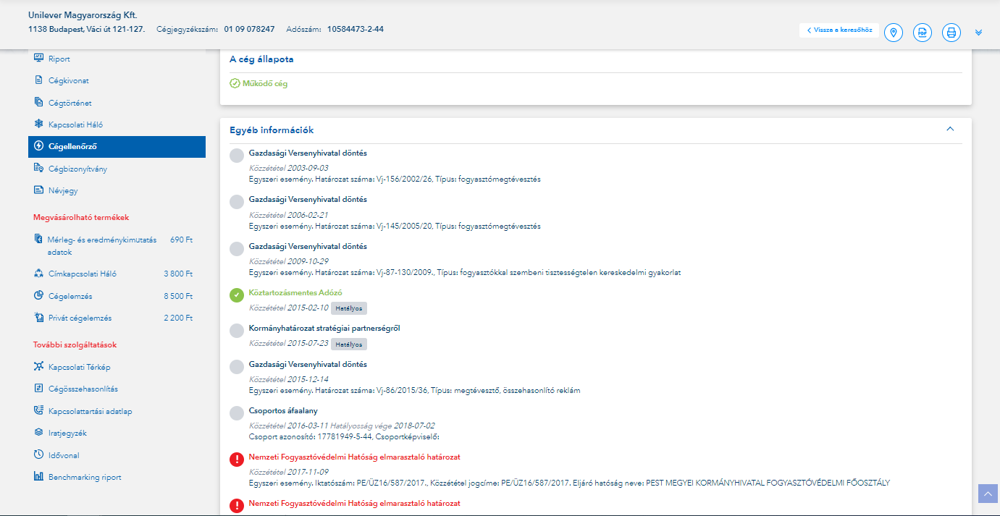 Unilever Magyarország Kft.
1138 Budapest, Váci út 121-127. Cégjegyzékszám: 01 09 078247 Adószám: 10584473-2-44
Vissza a keresőhöz
PDF
Riport
Cégkivonat
Cégtörténet
Kapcsolati Háló
Cégellenőrző
Cégbizonyítvány
Névjegy
Megvásárolható termékek
Mérleg- és eredménykimutatás adatok 690 Ft
Címkapcsolati Háló 3 800 Ft
Cégelemzés 8 500 Ft
Privát cégelemzés 2 200 Ft
További szolgáltatások
Kapcsolati Térkép
Cégösszehasonlítás
Kapcsolattartási adatlap
Iratjegyzék
Idővonal
Benchmarking riport
A cég állapota
Működő cég
Egyéb információk
Gazdasági Versenyhivatal döntés
Közzététel 2003-09-03
Egyszeri esemény. Határozat száma: Vj-156/2002/26, Típus: fogyasztómegtévesztés
Gazdasági Versenyhivatal döntés
Közzététel 2006-02-21
Egyszeri esemény. Határozat száma: Vj-145/2005/20, Típus: fogyasztómegtévesztés
Gazdasági Versenyhivatal döntés
Közzététel 2009-10-29
Egyszeri esemény. Határozat száma: Vj-87-130/2009., Típus: fogyasztókkal szembeni tisztességtelen kereskedelmi gyakorlat
Köztartozásmentes Adózó
Közzététel 2015-02-10 Hatályos
Kormányhatározat stratégiai partnerségről
Közzététel 2015-07-23 Hatályos
Gazdasági Versenyhivatal döntés
Közzététel 2015-12-14
Egyszeri esemény. Határozat száma: Vj-86/2015/36, Típus: megtévesztő, összehasonlító reklám
Csoportos áfaalany
Közzététel 2016-03-11 Hatályosság vége 2018-07-02
Csoport azonosító: 17781949-5-44, Csoportképviselő:
Nemzeti Fogyasztóvédelmi Hatóság elmarasztaló határozat
Közzététel 2017-11-09
Egyszeri esemény. Iktatószám: PE/ÜZ16/587/2017., Közzététel jogcíme: PE/ÜZ16/587/2017. Eljáró hatóság neve: PEST MEGYEI KORMÁNYHIVATAL FOGYASZTÓVÉDELMI FŐOSZTÁLY
Nemzeti Fogyasztóvédelmi Hatóság elmarasztaló határozat